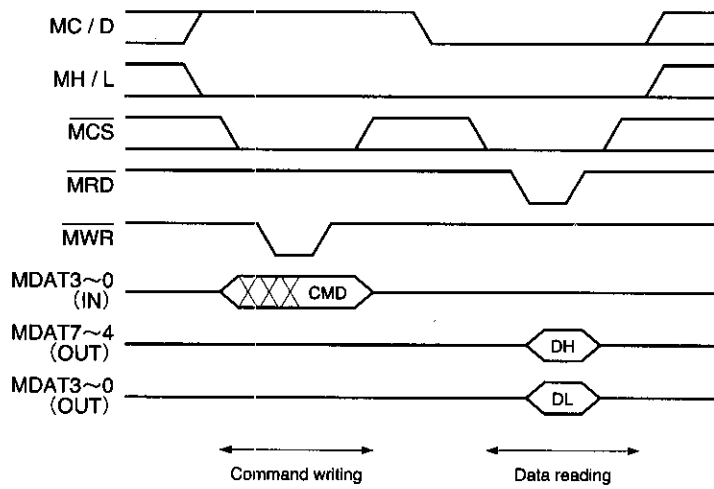 MC / D
MH / L
MCS
MRD
MWR
MDAT3~0
(IN)
CMD
MDAT7~4
(OUT)
DH
MDAT3~0
(OUT)
DL
Command writing
Data reading